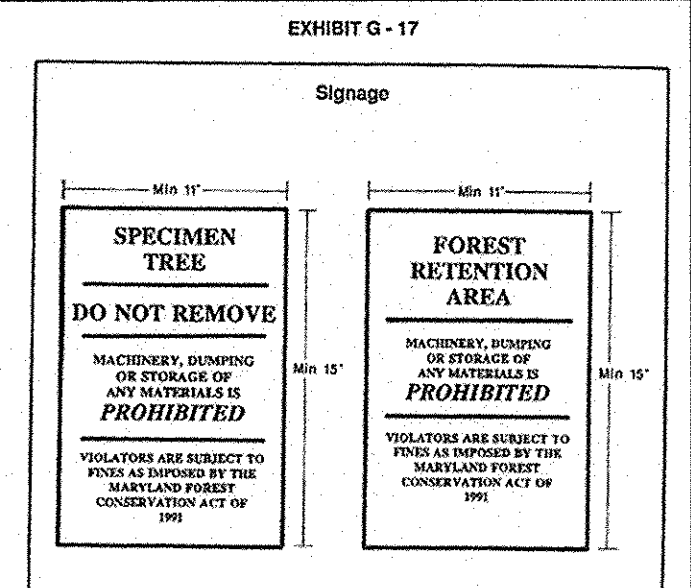 EXHIBIT G - 17
Signage
Min 11"
SPECIMEN
TREE
DO NOT REMOVE
MACHINERY, DUMPING
OR STORAGE OF
ANY MATERIALS IS
PROHIBITED
VIOLATORS ARE SUBJECT TO
FINES AS IMPOSED BY THE
MARYLAND FOREST
CONSERVATION ACT OF
1991
Min 15"
Min 11"
FOREST
RETENTION
AREA
MACHINERY, DUMPING
OR STORAGE OF
ANY MATERIALS IS
PROHIBITED
VIOLATORS ARE SUBJECT TO
FINES AS IMPOSED BY THE
MARYLAND FOREST
CONSERVATION ACT OF
1991
Min 15"